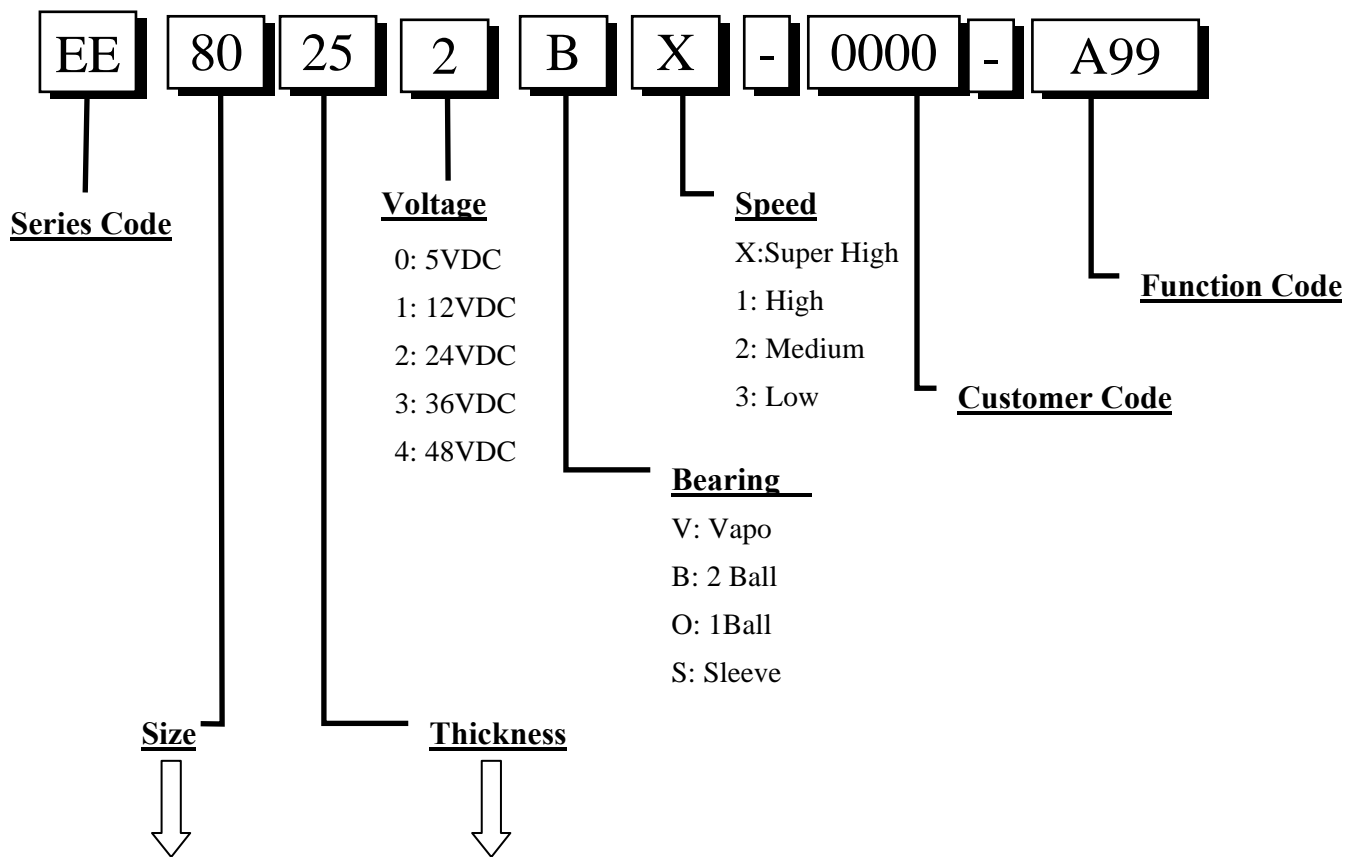 EE 80 25 2 B X - 0000 - A99
Series Code
Voltage
0: 5VDC
1: 12VDC
2: 24VDC
3: 36VDC
4: 48VDC
Speed
X:Super High
1: High
2: Medium
3: Low
Function Code
Customer Code
Bearing
V: Vapo
B: 2 Ball
O: 1Ball
S: Sleeve
Size
Thickness